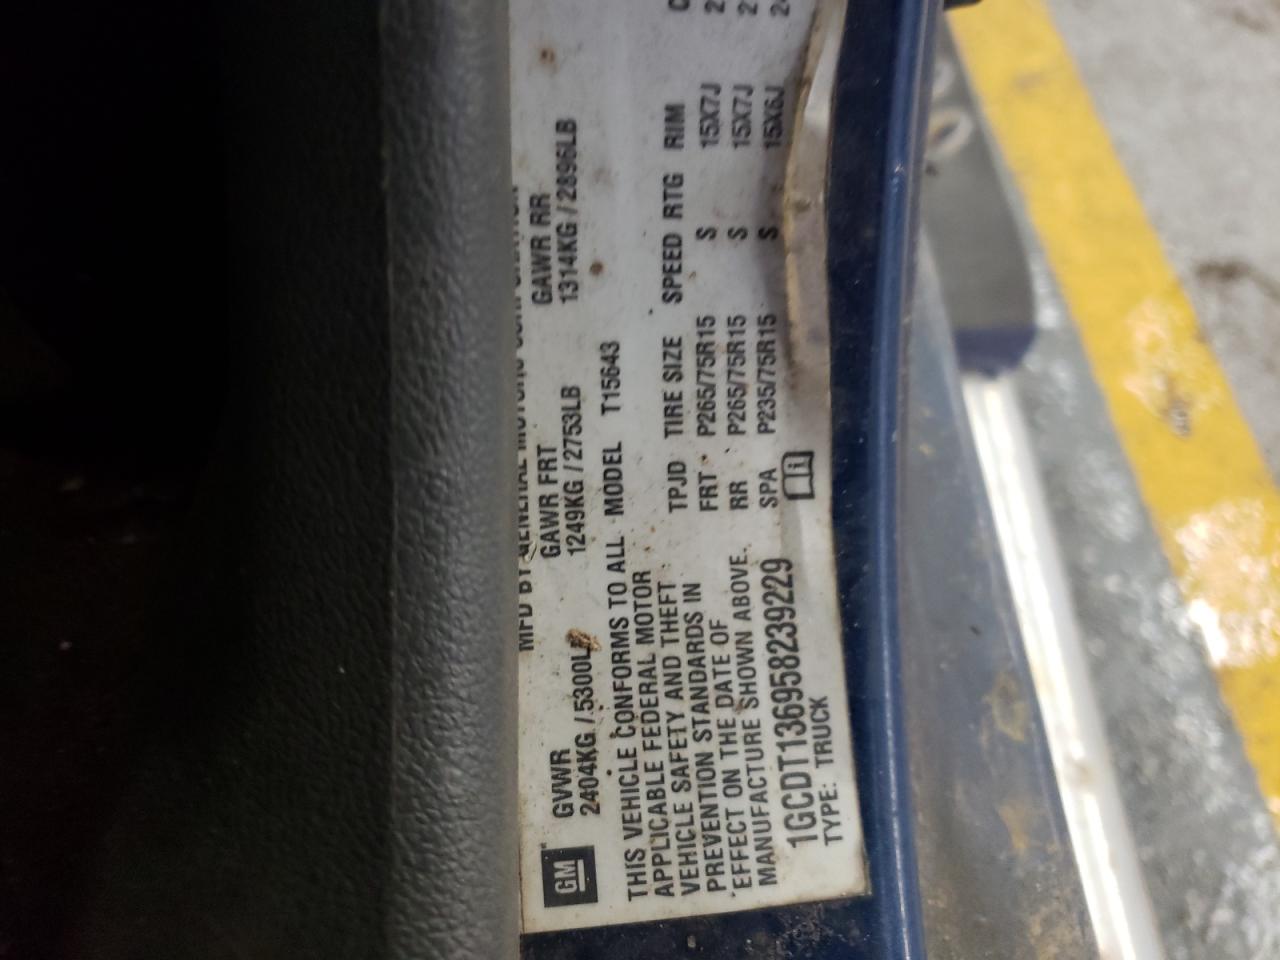 MFD BY GENERAL MOTORS CORPORATION
GVWR GAWR FRT GAWR RR
2404KG / 5300LB 1249KG / 2753LB 1314KG / 2896LB
THIS VEHICLE CONFORMS TO ALL
APPLICABLE FEDERAL MOTOR
VEHICLE SAFETY AND THEFT
PREVENTION STANDARDS IN
EFFECT ON THE DATE OF
MANUFACTURE SHOWN ABOVE.
MODEL T15643
TPJD TIRE SIZE SPEED RTG RIM
FRT P265/75R15 S 15X7J
RR P265/75R15 S 15X7J
SPA P235/75R15 S 15X6J
1GCDT136958239229
TYPE: TRUCK
GM